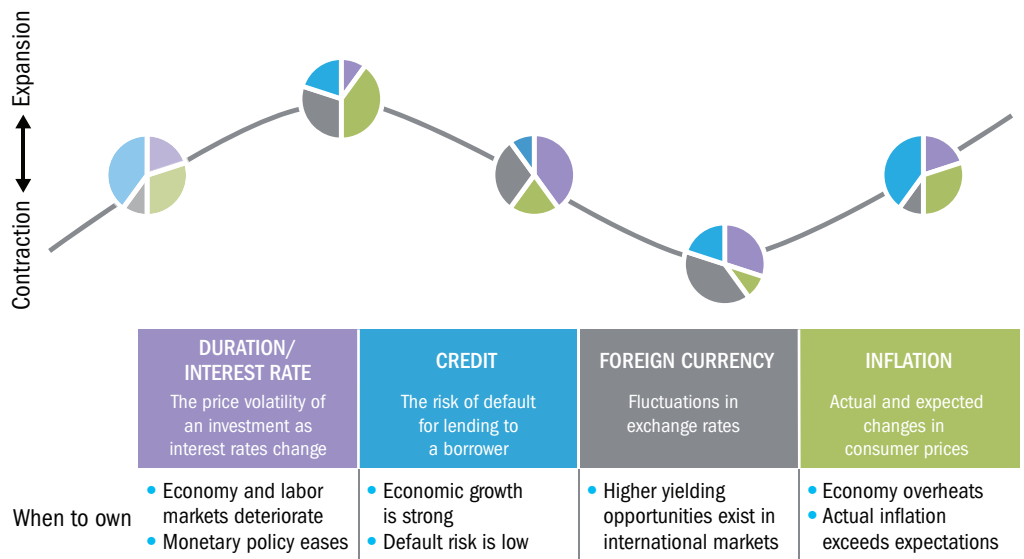 Expansion
Contraction
DURATION/
INTEREST RATE
The price volatility of
an investment as
interest rates change
CREDIT
The risk of default
for lending to
a borrower
FOREIGN CURRENCY
Fluctuations in
exchange rates
INFLATION
Actual and expected
changes in
consumer prices
When to own
• Economy and labor
markets deteriorate
• Monetary policy eases
• Economic growth
is strong
• Default risk is low
• Higher yielding
opportunities exist in
international markets
• Economy overheats
• Actual inflation
exceeds expectations